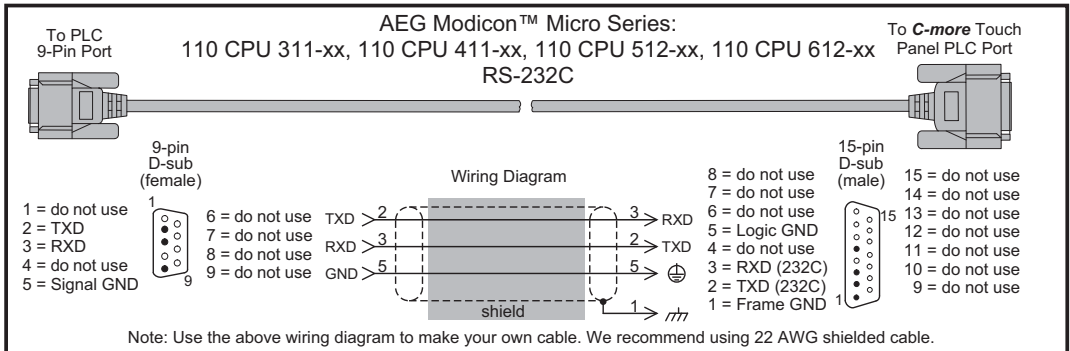 AEG Modicon™ Micro Series:
110 CPU 311-xx, 110 CPU 411-xx, 110 CPU 512-xx, 110 CPU 612-xx
RS-232C
To PLC
9-Pin Port
To C-more Touch
Panel PLC Port
9-pin
D-sub
(female)
1
9
1 = do not use
2 = TXD
3 = RXD
4 = do not use
5 = Signal GND
6 = do not use
7 = do not use
8 = do not use
9 = do not use
Wiring Diagram
TXD 2 3 RXD
RXD 3 2 TXD
GND 5 5
1
shield
8 = do not use
7 = do not use
6 = do not use
5 = Logic GND
4 = do not use
3 = RXD (232C)
2 = TXD (232C)
1 = Frame GND
15-pin
D-sub
(male)
15
1
15 = do not use
14 = do not use
13 = do not use
12 = do not use
11 = do not use
10 = do not use
9 = do not use
Note: Use the above wiring diagram to make your own cable. We recommend using 22 AWG shielded cable.